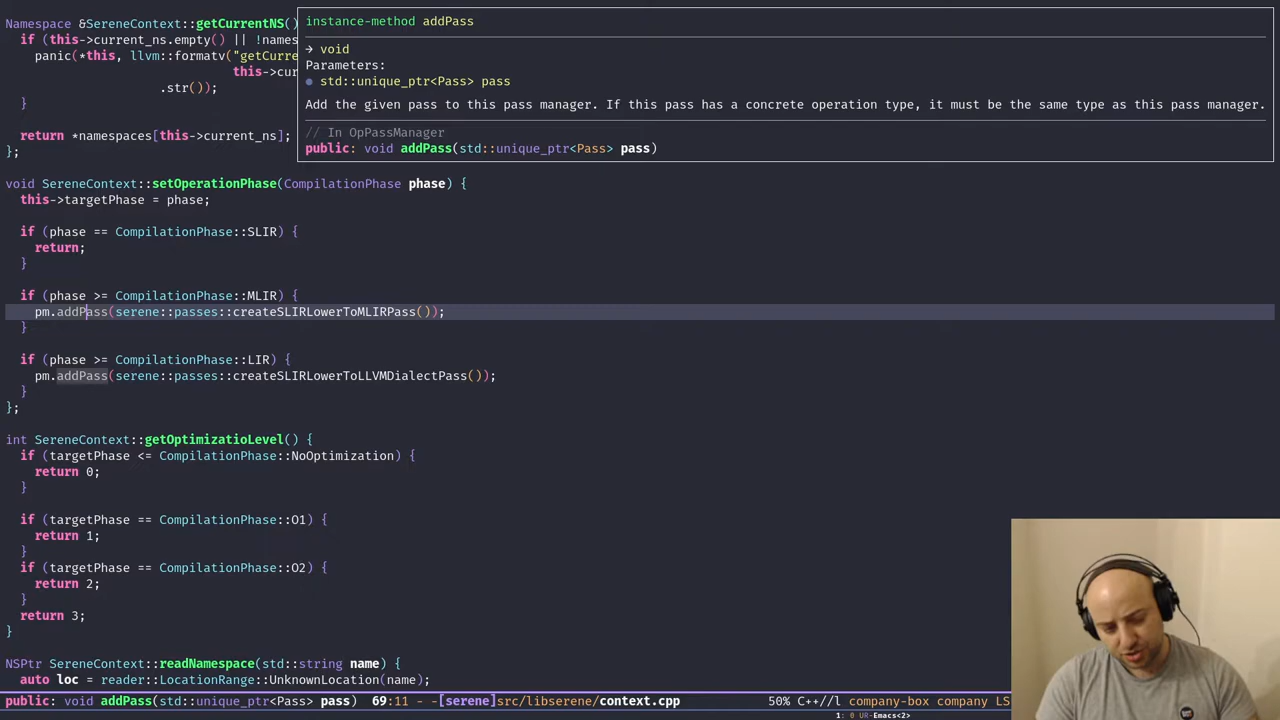 Namespace &SereneContext::getCurrentNS()
if (this->current_ns.empty() || !names
panic(*this, llvm::formatv("getCurre
this->cur
.str());
}
return *namespaces[this->current_ns];
};
instance-method addPass
→ void
Parameters:
● std::unique_ptr<Pass> pass
Add the given pass to this pass manager. If this pass has a concrete operation type, it must be the same type as this pass manager.
// In OpPassManager
public: void addPass(std::unique_ptr<Pass> pass)
void SereneContext::setOperationPhase(CompilationPhase phase) {
this->targetPhase = phase;
if (phase == CompilationPhase::SLIR) {
return;
}
if (phase >= CompilationPhase::MLIR) {
pm.addPass(serene::passes::createSLIRLowerToMLIRPass());
}
if (phase >= CompilationPhase::LIR) {
pm.addPass(serene::passes::createSLIRLowerToLLVMDialectPass());
}
};
int SereneContext::getOptimizatioLevel() {
if (targetPhase <= CompilationPhase::NoOptimization) {
return 0;
}
if (targetPhase == CompilationPhase::O1) {
return 1;
}
if (targetPhase == CompilationPhase::O2) {
return 2;
}
return 3;
}
NSPtr SereneContext::readNamespace(std::string name) {
auto loc = reader::LocationRange::UnknownLocation(name);
public: void addPass(std::unique_ptr<Pass> pass) 69:11 - -[serene]src/libserene/context.cpp 50% C++//l company-box company LS
1: 0 UR-Emacs<2>